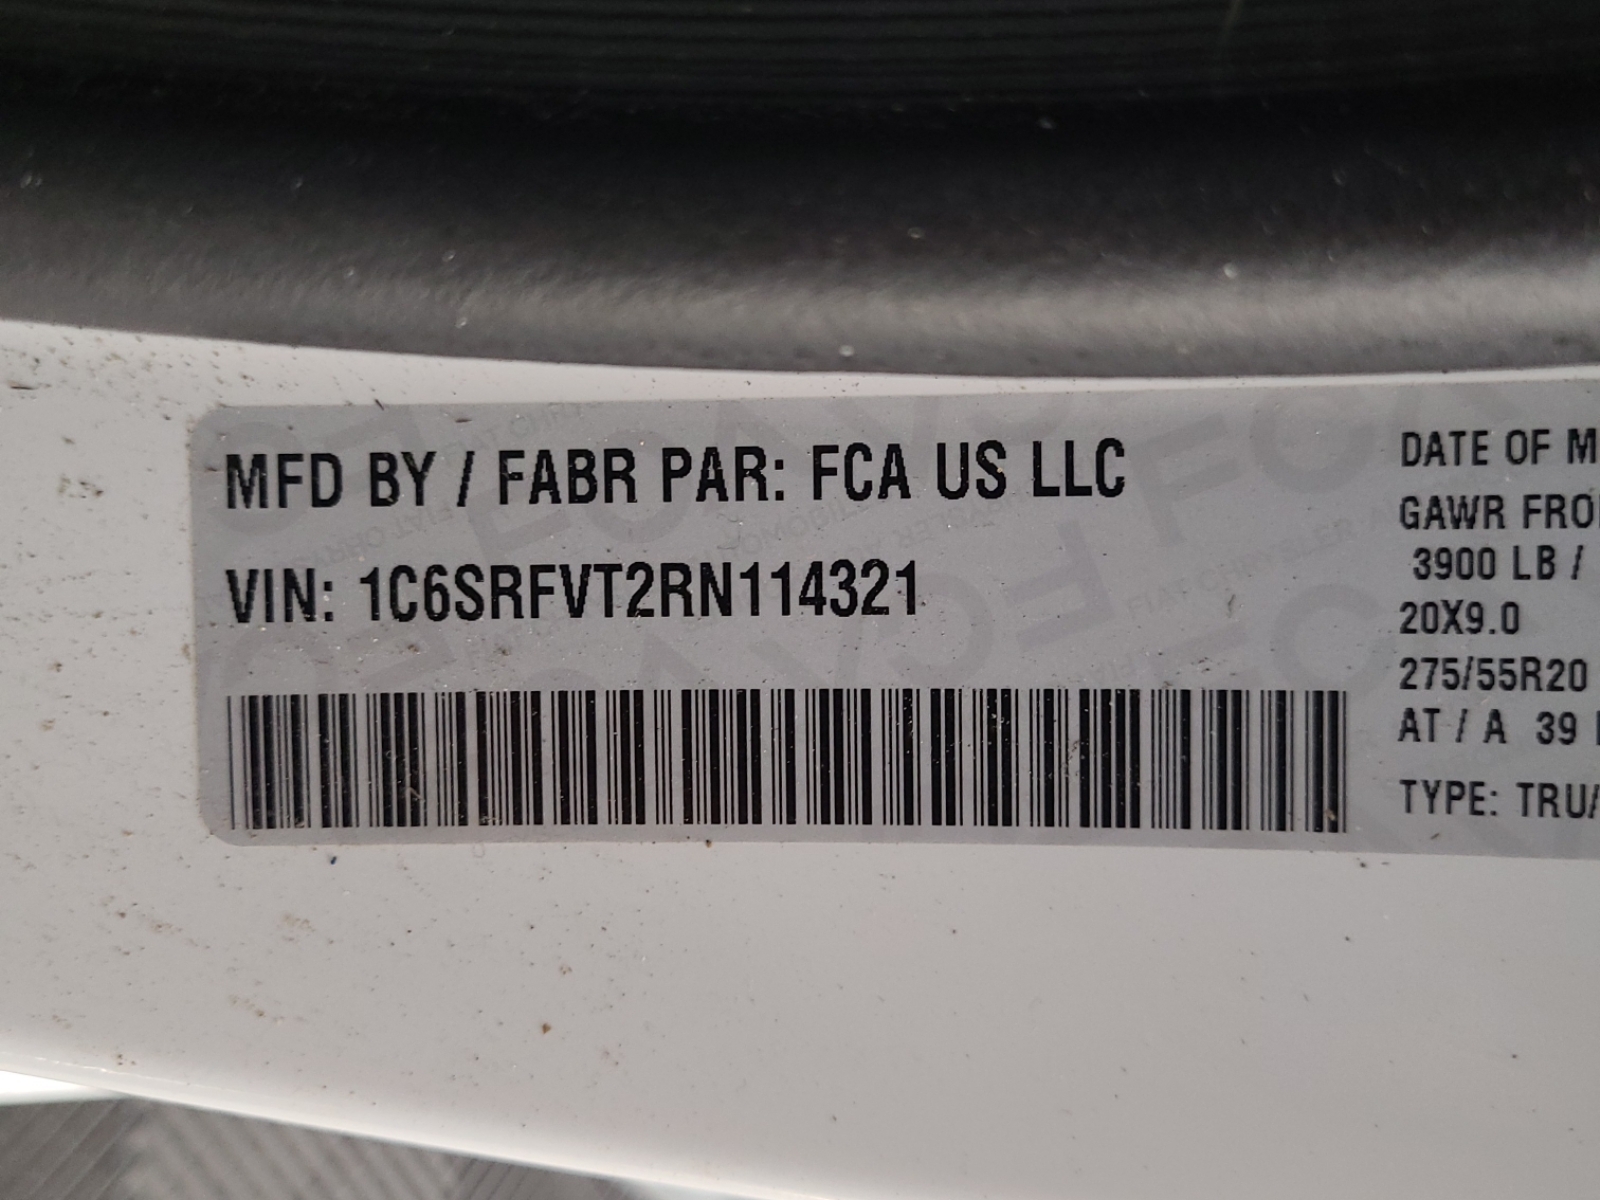 MFD BY / FABR PAR: FCA US LLC
VIN: 1C6SRFVT2RN114321
DATE OF M
GAWR FRO
3900 LB /
20X9.0
275/55R20
AT / A 39
TYPE: TRU/